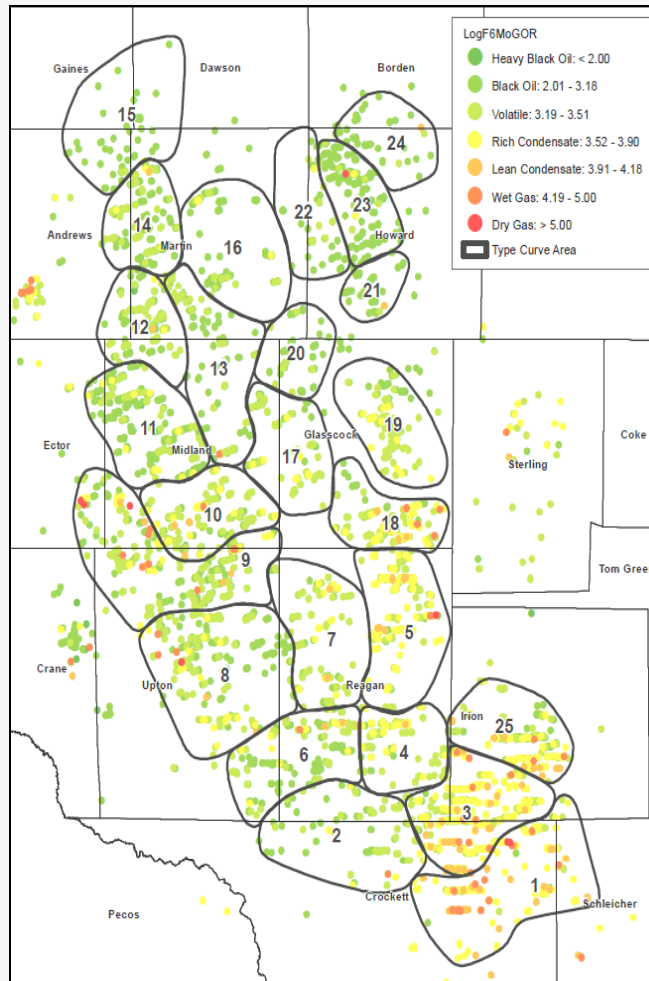 LogF6MoGOR
Heavy Black Oil: < 2.00
Black Oil: 2.01 - 3.18
Volatile: 3.19 - 3.51
Rich Condensate: 3.52 - 3.90
Lean Condensate: 3.91 - 4.18
Wet Gas: 4.19 - 5.00
Dry Gas: > 5.00
Type Curve Area
Gaines
Dawson
Borden
15
24
22
23
14
Andrews
Martin
16
Howard
21
12
20
13
19
11
Glasscock
Ector
Midland
17
Coke
Sterling
10
18
9
Tom Gree
7
5
Crane
8
Upton
Reagan
Irion
25
6
4
3
2
1
Crockett
Schleicher
Pecos